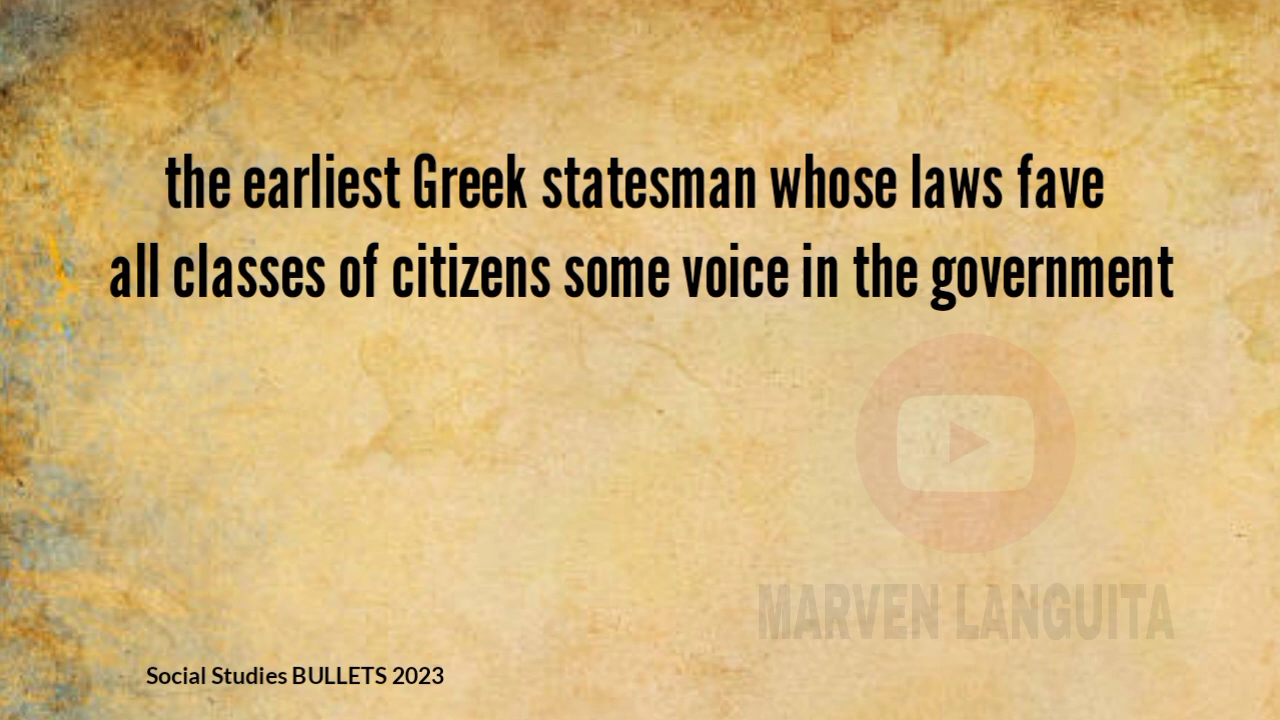 the earliest Greek statesman whose laws fave
all classes of citizens some voice in the government
MARVEN LANGUITA
Social Studies BULLETS 2023